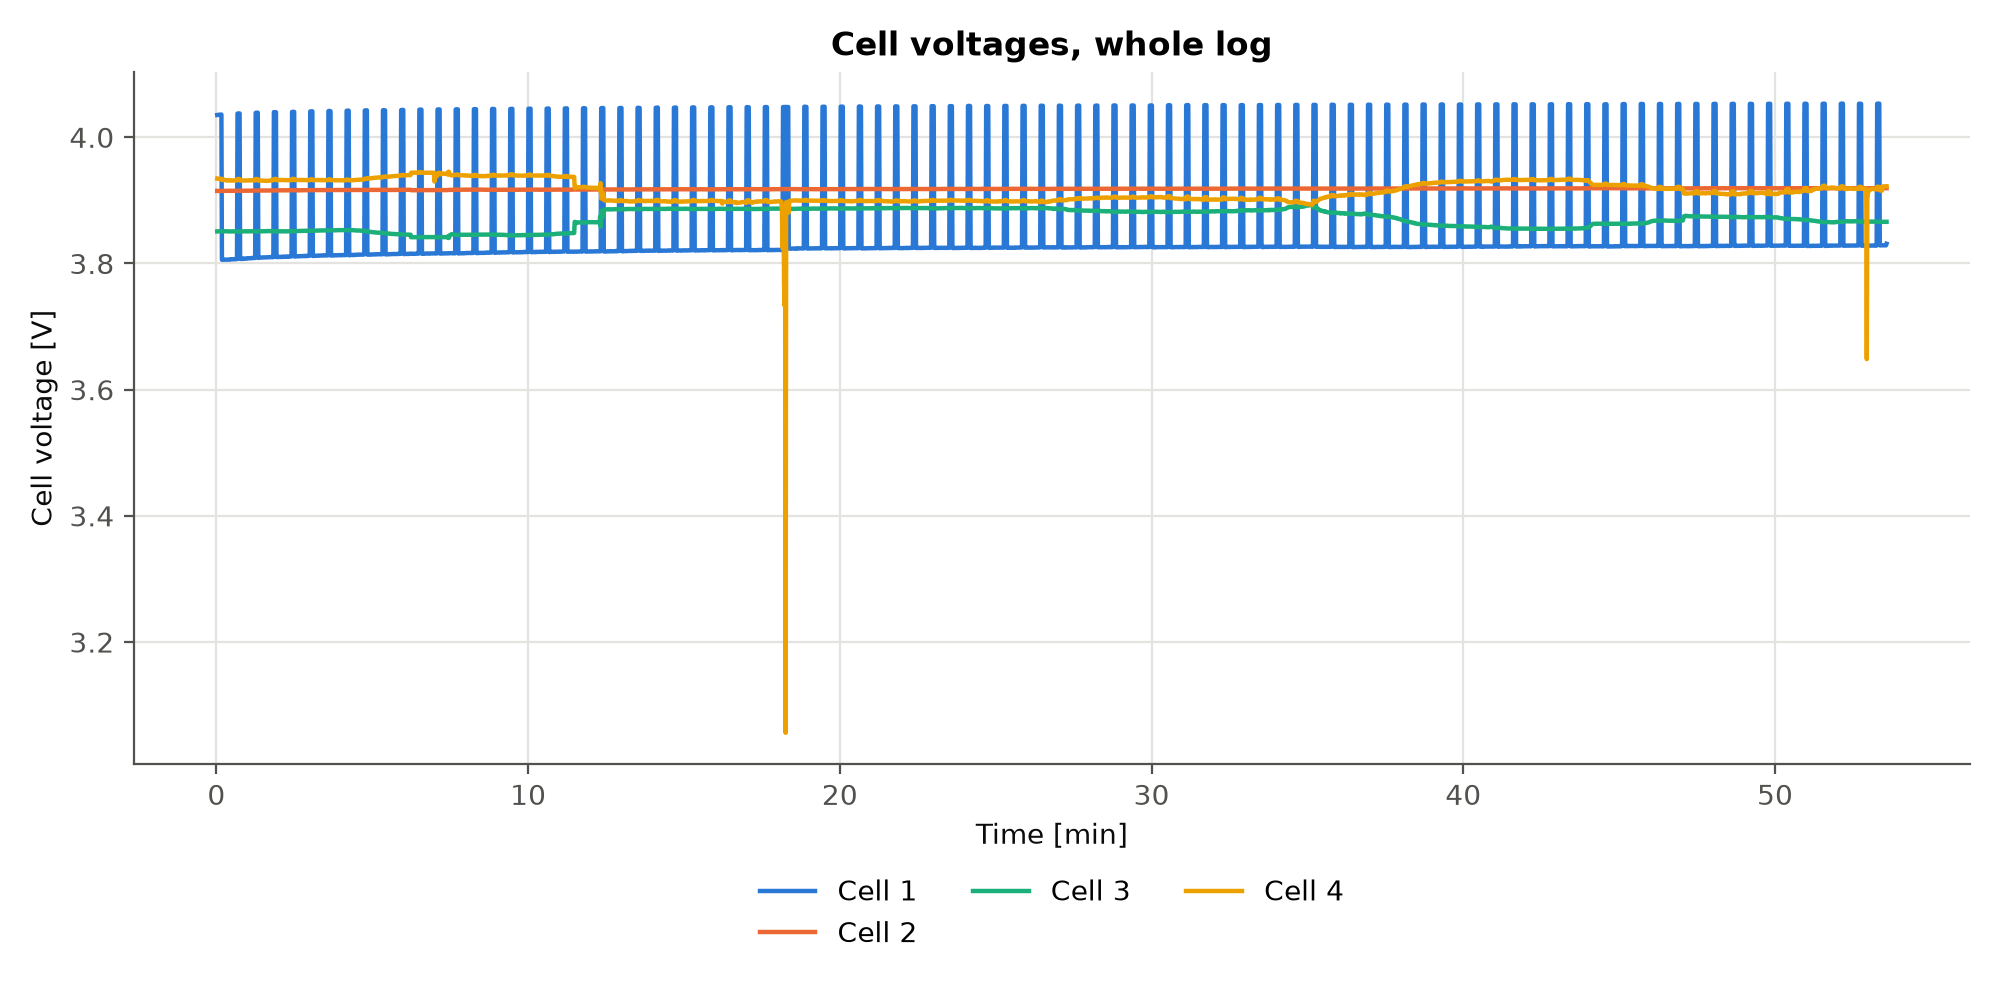 Cell voltages, whole log
Cell voltage [V]
4.0
3.8
3.6
3.4
3.2
0 10 20 30 40 50
Time [min]
Cell 1 Cell 3 Cell 4
Cell 2